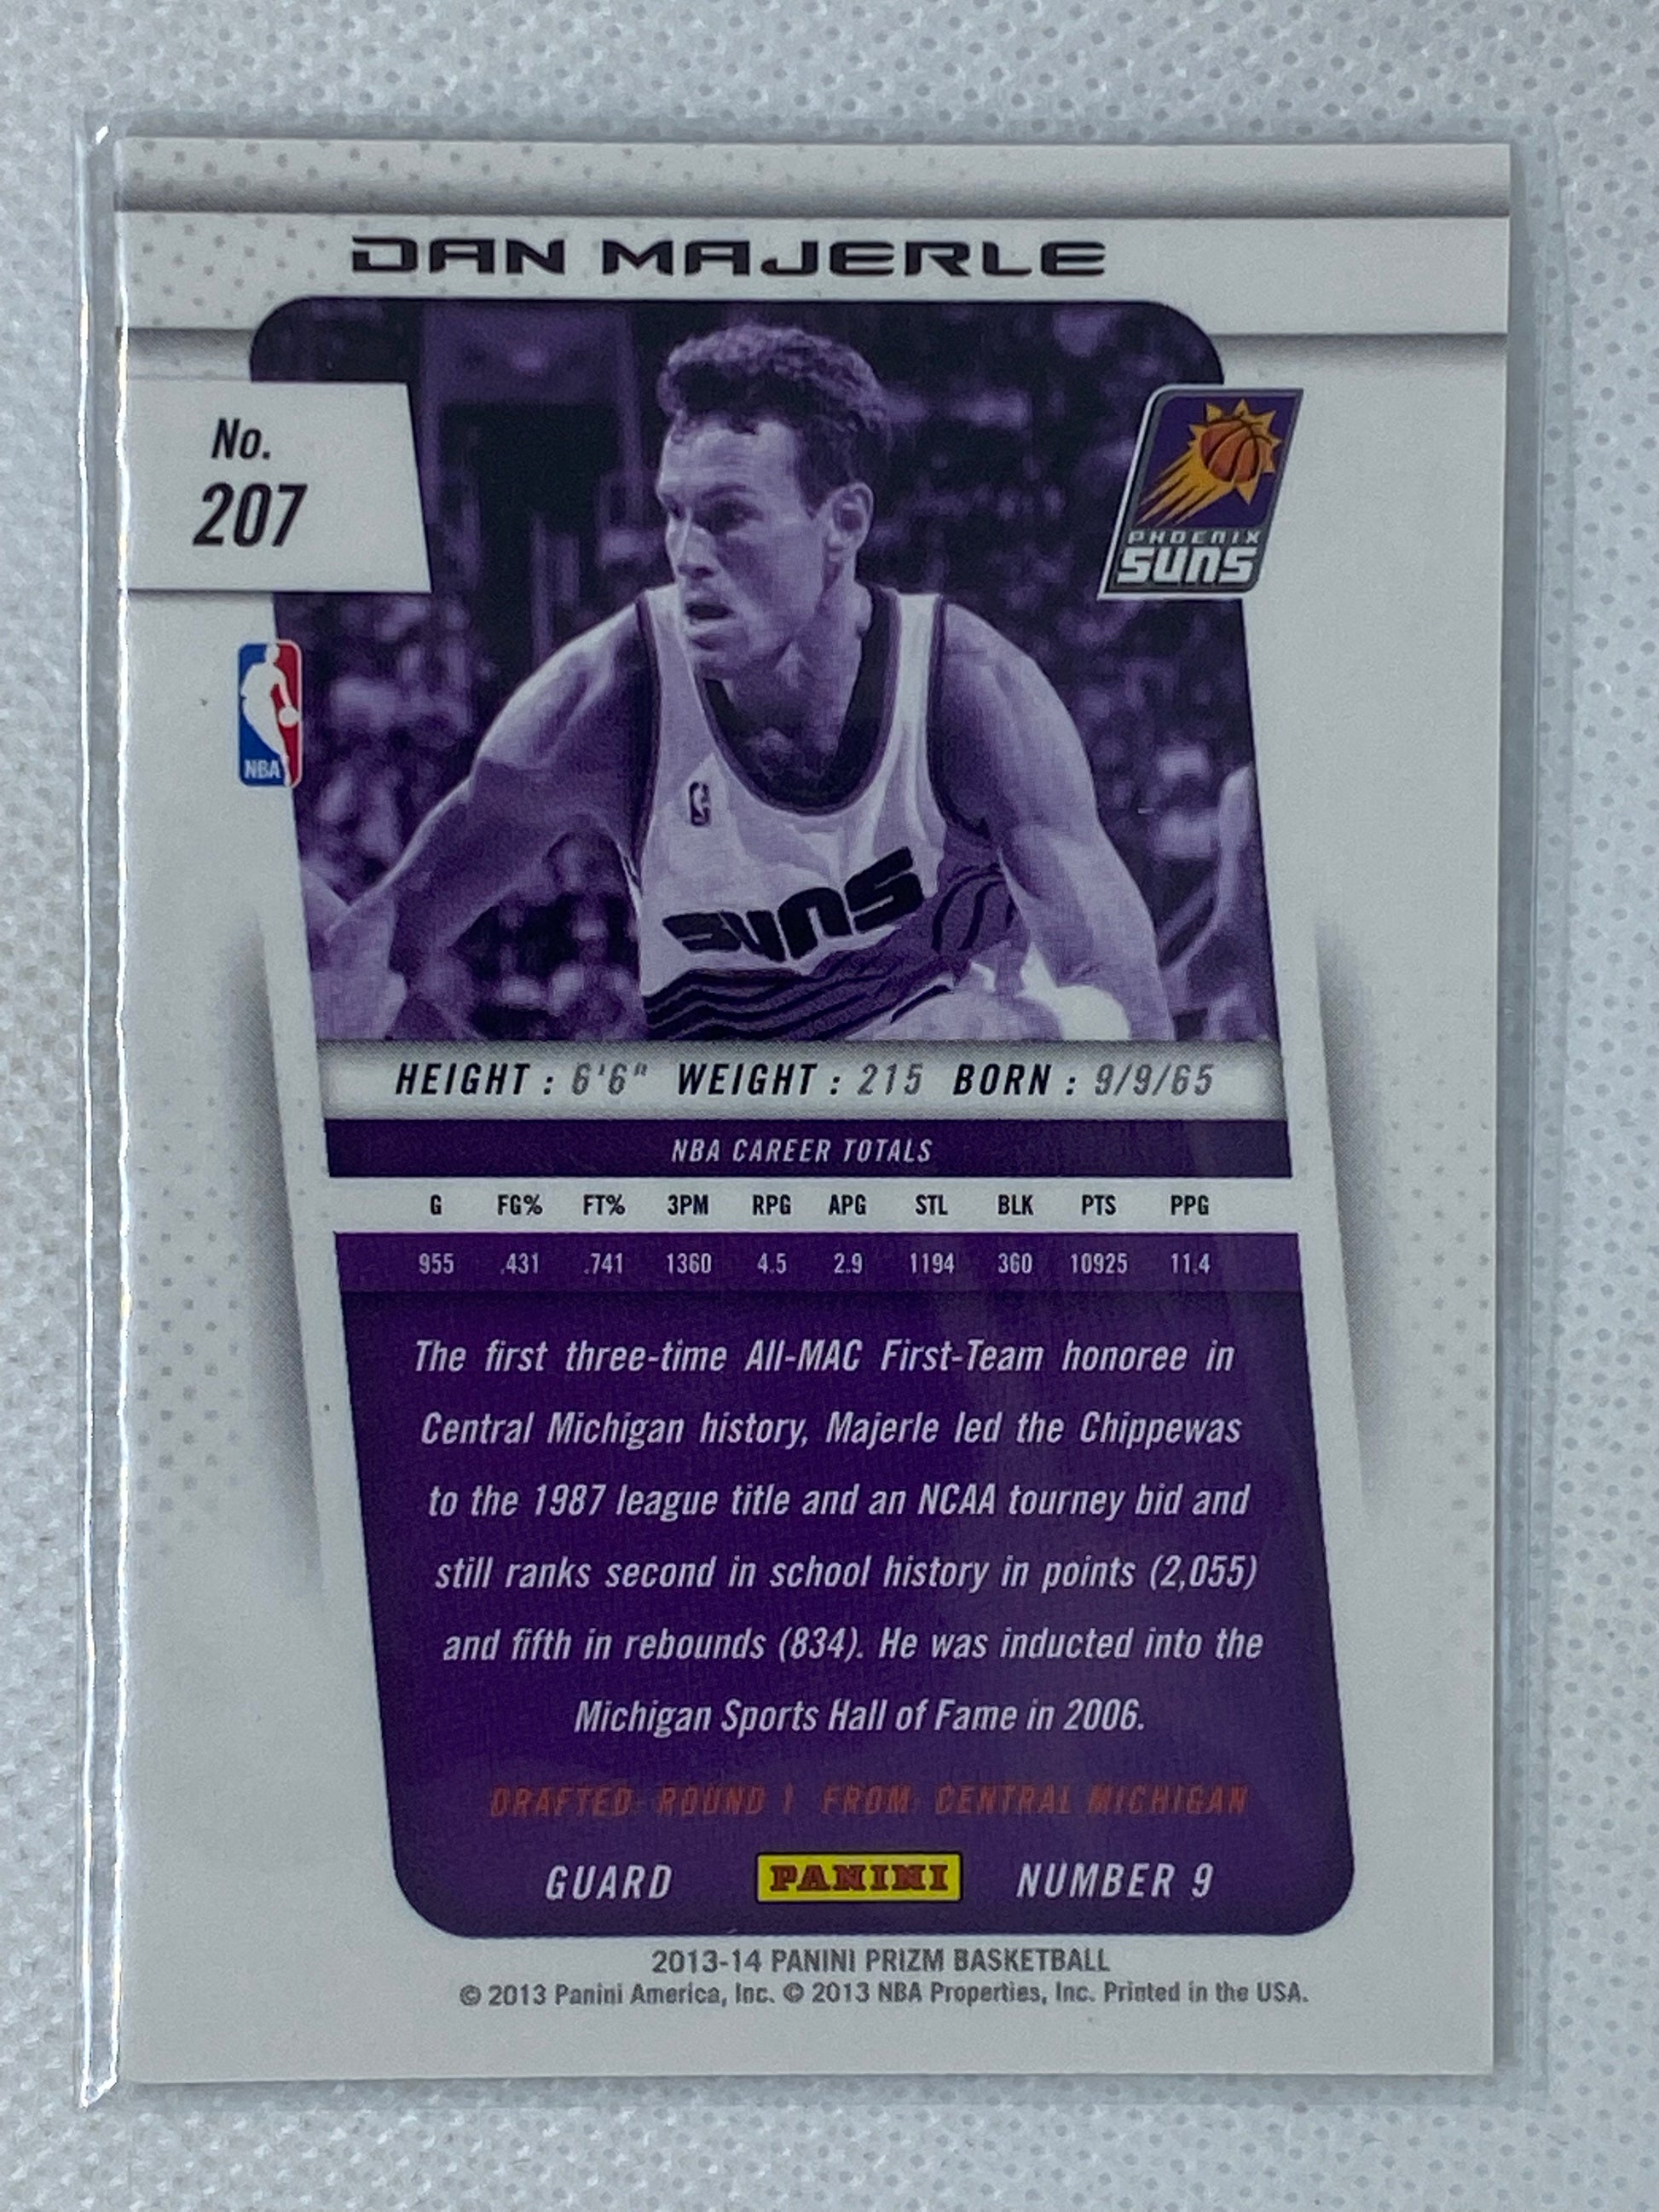 DAN MAJERLE
No.
207
PHOENIX
SUNS
NBA
SUNS
HEIGHT : 6'6" WEIGHT : 215 BORN : 9/9/65
NBA CAREER TOTALS
G FG% FT% 3PM RPG APG STL BLK PTS PPG
955 .431 .741 1360 4.5 2.9 1194 360 10925 11.4
The first three-time All-MAC First-Team honoree in
Central Michigan history, Majerle led the Chippewas
to the 1987 league title and an NCAA tourney bid and
still ranks second in school history in points (2,055)
and fifth in rebounds (834). He was inducted into the
Michigan Sports Hall of Fame in 2006.
DRAFTED: ROUND 1 FROM: CENTRAL MICHIGAN
GUARD PANINI NUMBER 9
2013-14 PANINI PRIZM BASKETBALL
© 2013 Panini America, Inc. © 2013 NBA Properties, Inc. Printed in the USA.